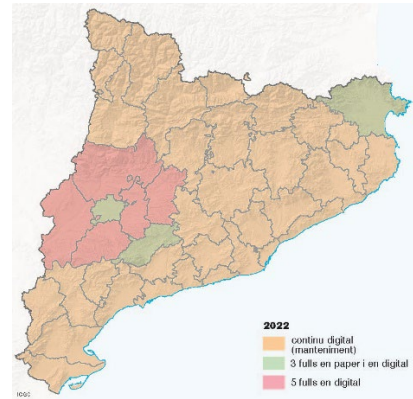 2022
continu digital
(manteniment)
3 fulls en paper i en digital
5 fulls en digital
ICGC